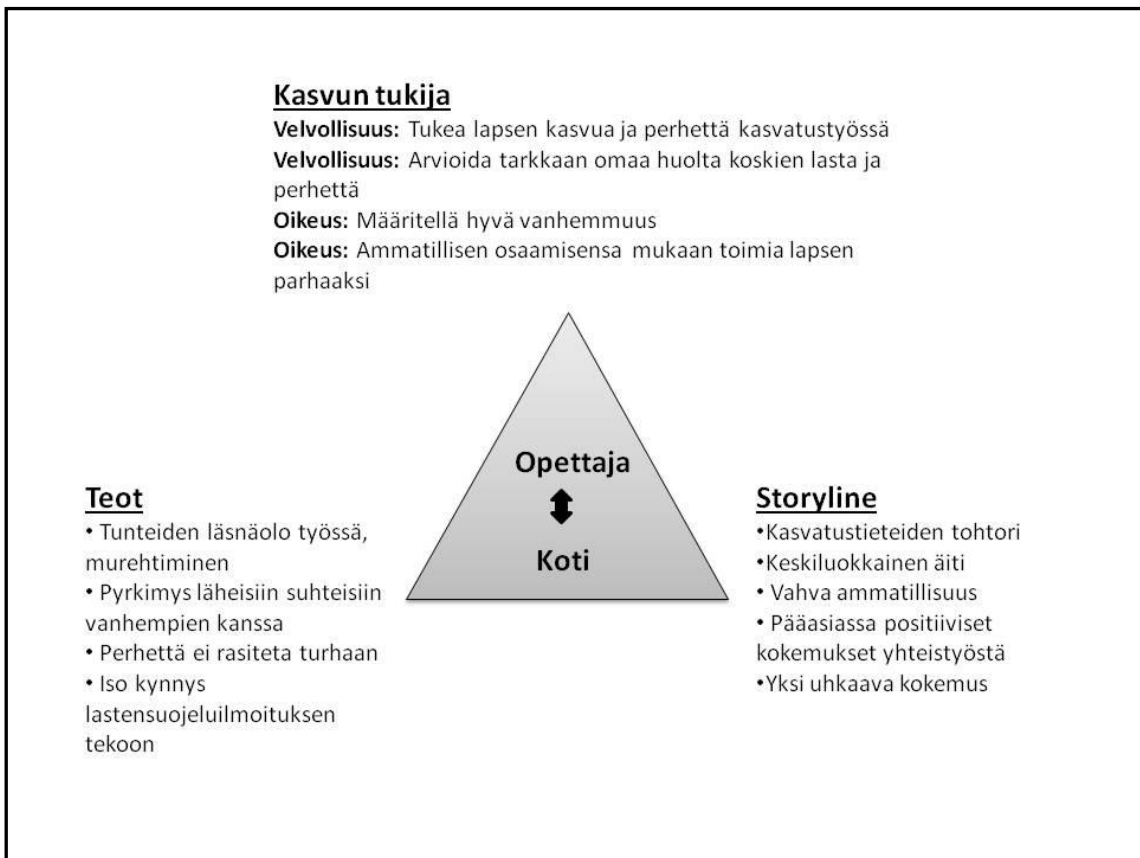 Kasvun tukija
Velvollisuus: Tukea lapsen kasvua ja perhettä kasvatustyössä
Velvollisuus: Arvioida tarkkaan omaa huolta koskien lasta ja
perhettä
Oikeus: Määritellä hyvä vanhemmuus
Oikeus: Ammatillisen osaamisensa mukaan toimia lapsen
parhaaksi
Opettaja
Koti
Teot
• Tunteiden läsnäolo työssä,
murehtiminen
• Pyrkimys läheisiin suhteisiin
vanhempien kanssa
• Perhettä ei rasiteta turhaan
• Iso kynnys
lastensuojeluilmoituksen
tekoon
Storyline
•Kasvatustieteiden tohtori
•Keskiluokkainen äiti
• Vahva ammatillisuus
• Pääasiassa positiiviset
kokemukset yhteistyöstä
•Yksi uhkaava kokemus